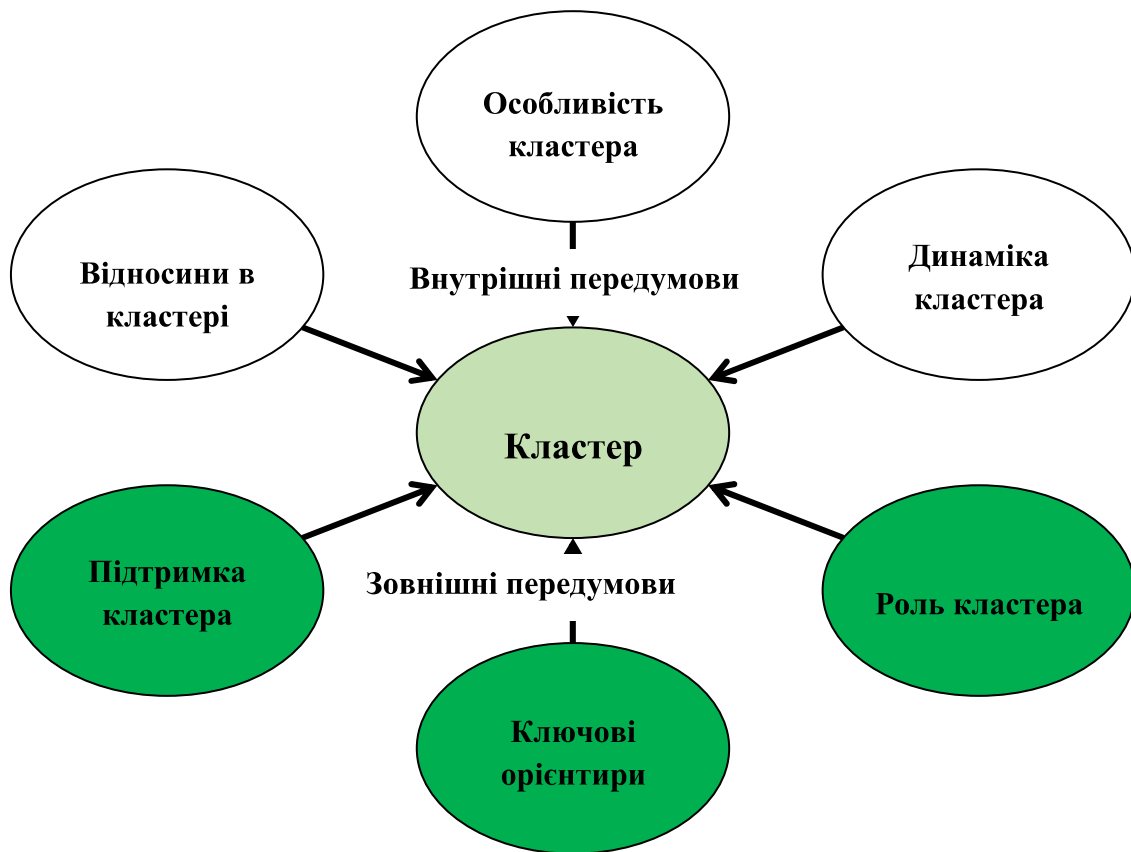 Особливість
кластера
Відносини в
кластері
Внутрішні передумови
Динаміка
кластера
Кластер
Підтримка
кластера
Зовнішні передумови
Роль кластера
Ключові
орієнтири